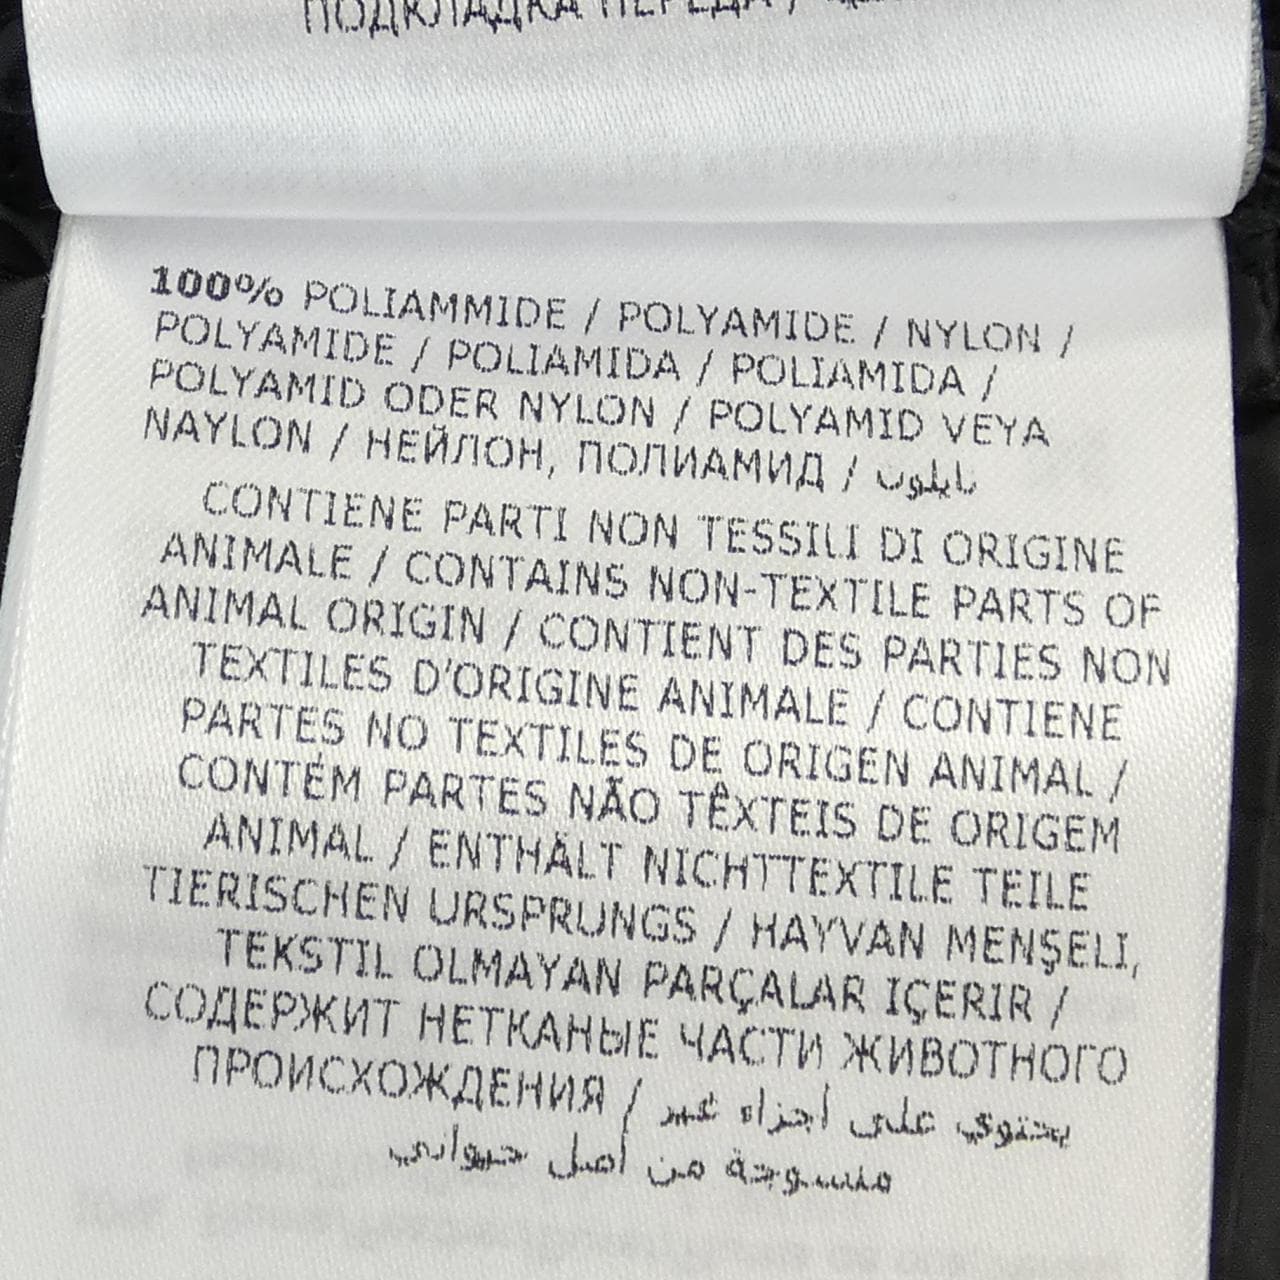 ПОДКЛАДКА ПЕРЕДА /
100% POLIAMMIDE / POLYAMIDE / NYLON /
POLYAMIDE / POLIAMIDA / POLIAMIDA /
POLYAMID ODER NYLON / POLYAMID VEYA
NAYLON / НЕЙЛОН, ПОЛИАМИД / نايلون
CONTIENE PARTI NON TESSILI DI ORIGINE
ANIMALE / CONTAINS NON-TEXTILE PARTS OF
ANIMAL ORIGIN / CONTIENT DES PARTIES NON
TEXTILES D'ORIGINE ANIMALE / CONTIENE
PARTES NO TEXTILES DE ORIGEN ANIMAL /
CONTÉM PARTES NÃO TÊXTEIS DE ORIGEM
ANIMAL / ENTHÄLT NICHTTEXTILE TEILE
TIERISCHEN URSPRUNGS / HAYVAN MENŞELI,
TEKSTIL OLMAYAN PARÇALAR IÇERIR /
СОДЕРЖИТ НЕТКАНЫЕ ЧАСТИ ЖИВОТНОГО
ПРОИСХОЖДЕНИЯ / يحتوي على أجزاء غير
منسوجة من أصل حيواني